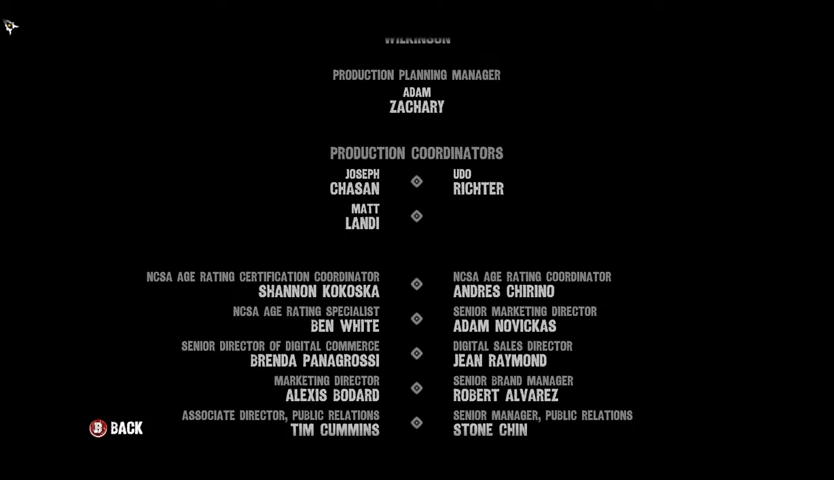 WILKINSON
PRODUCTION PLANNING MANAGER
ADAM
ZACHARY
PRODUCTION COORDINATORS
JOSEPH
CHASAN
UDO
RICHTER
MATT
LANDI
NCSA AGE RATING CERTIFICATION COORDINATOR
SHANNON KOKOSKA
NCSA AGE RATING COORDINATOR
ANDRES CHIRINO
NCSA AGE RATING SPECIALIST
BEN WHITE
SENIOR MARKETING DIRECTOR
ADAM NOVICKAS
SENIOR DIRECTOR OF DIGITAL COMMERCE
BRENDA PANAGROSSI
DIGITAL SALES DIRECTOR
JEAN RAYMOND
MARKETING DIRECTOR
ALEXIS BODARD
SENIOR BRAND MANAGER
ROBERT ALVAREZ
ASSOCIATE DIRECTOR, PUBLIC RELATIONS
TIM CUMMINS
SENIOR MANAGER, PUBLIC RELATIONS
STONE CHIN
B BACK